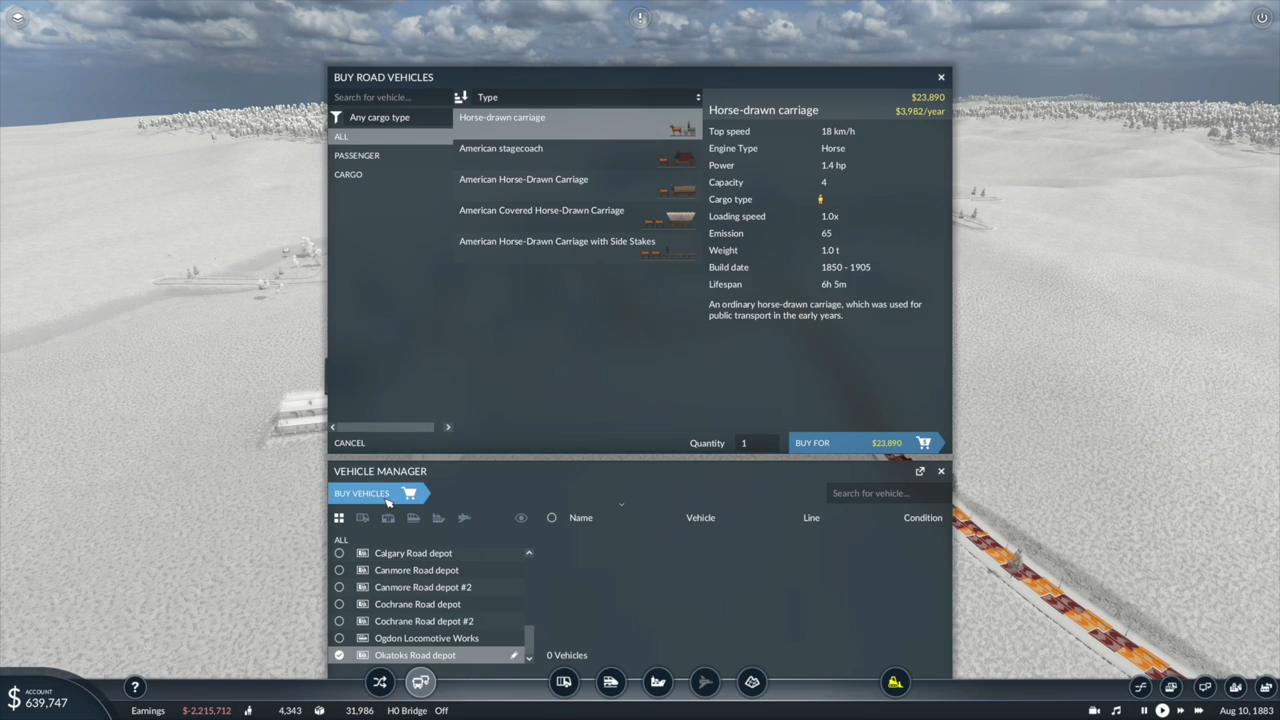 BUY ROAD VEHICLES
Search for vehicle...
Type
$23,890
Any cargo type
Horse-drawn carriage
Horse-drawn carriage
$3,982/year
ALL
PASSENGER
CARGO
American stagecoach
American Horse-Drawn Carriage
American Covered Horse-Drawn Carriage
American Horse-Drawn Carriage with Side Stakes
Top speed 18 km/h
Engine Type Horse
Power 1.4 hp
Capacity 4
Cargo type
Loading speed 1.0x
Emission 65
Weight 1.0 t
Build date 1850 - 1905
Lifespan 6h 5m
An ordinary horse-drawn carriage, which was used for
public transport in the early years.
CANCEL
Quantity 1
BUY FOR $23,890
VEHICLE MANAGER
BUY VEHICLES
Search for vehicle...
Name Vehicle Line Condition
ALL
Calgary Road depot
Canmore Road depot
Canmore Road depot #2
Cochrane Road depot
Cochrane Road depot #2
Ogdon Locomotive Works
Okatoks Road depot
0 Vehicles
ACCOUNT
$ 639,747
?
Earnings $-2,215,712 4,343 31,986 H0 Bridge Off
Aug 10, 1883